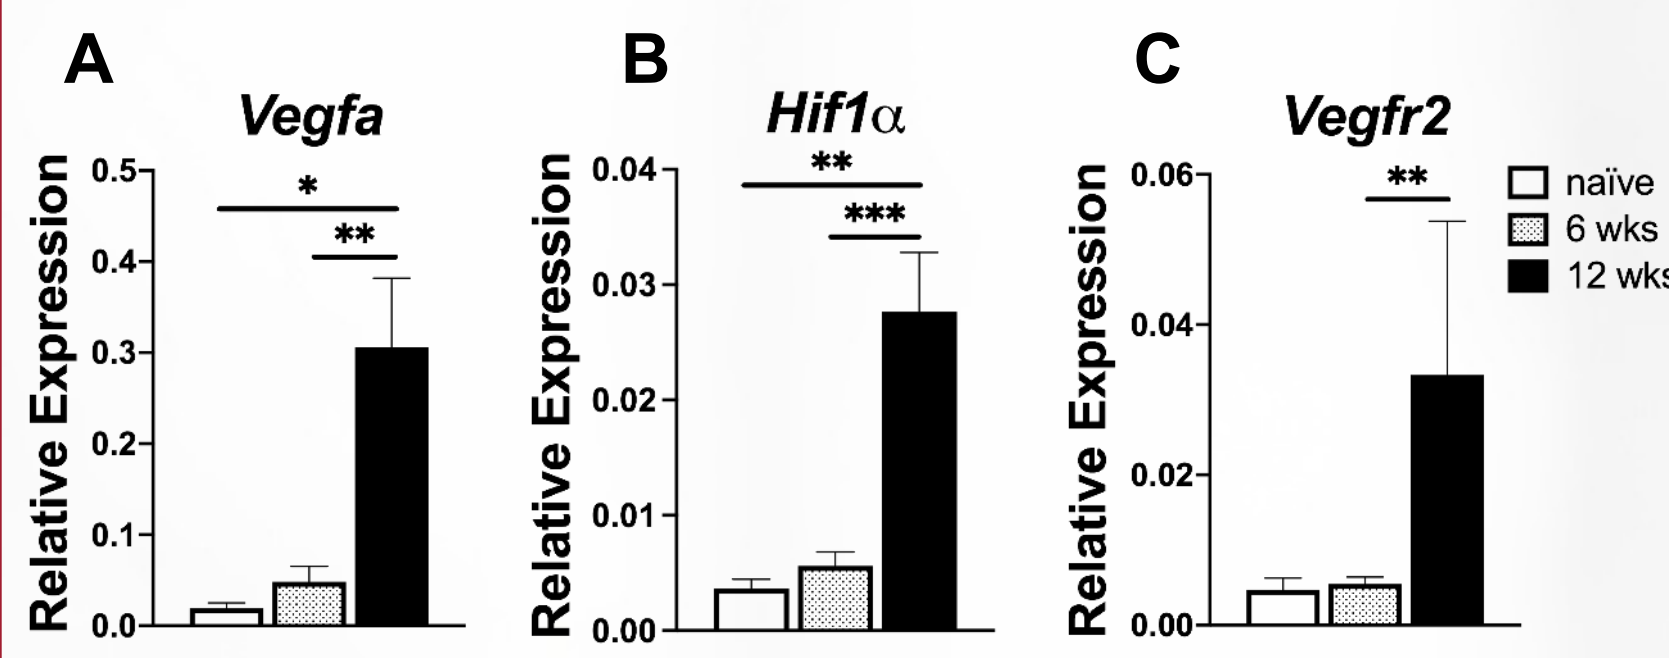 A
B
C
Vegfa
Hif1α
Vegfr2
Relative Expression
0.5
0.4
0.3
0.2
0.1
0.0
*
**
Relative Expression
0.04
0.03
0.02
0.01
0.00
**
***
Relative Expression
0.06
0.04
0.02
0.00
**
naïve
6 wks
12 wks